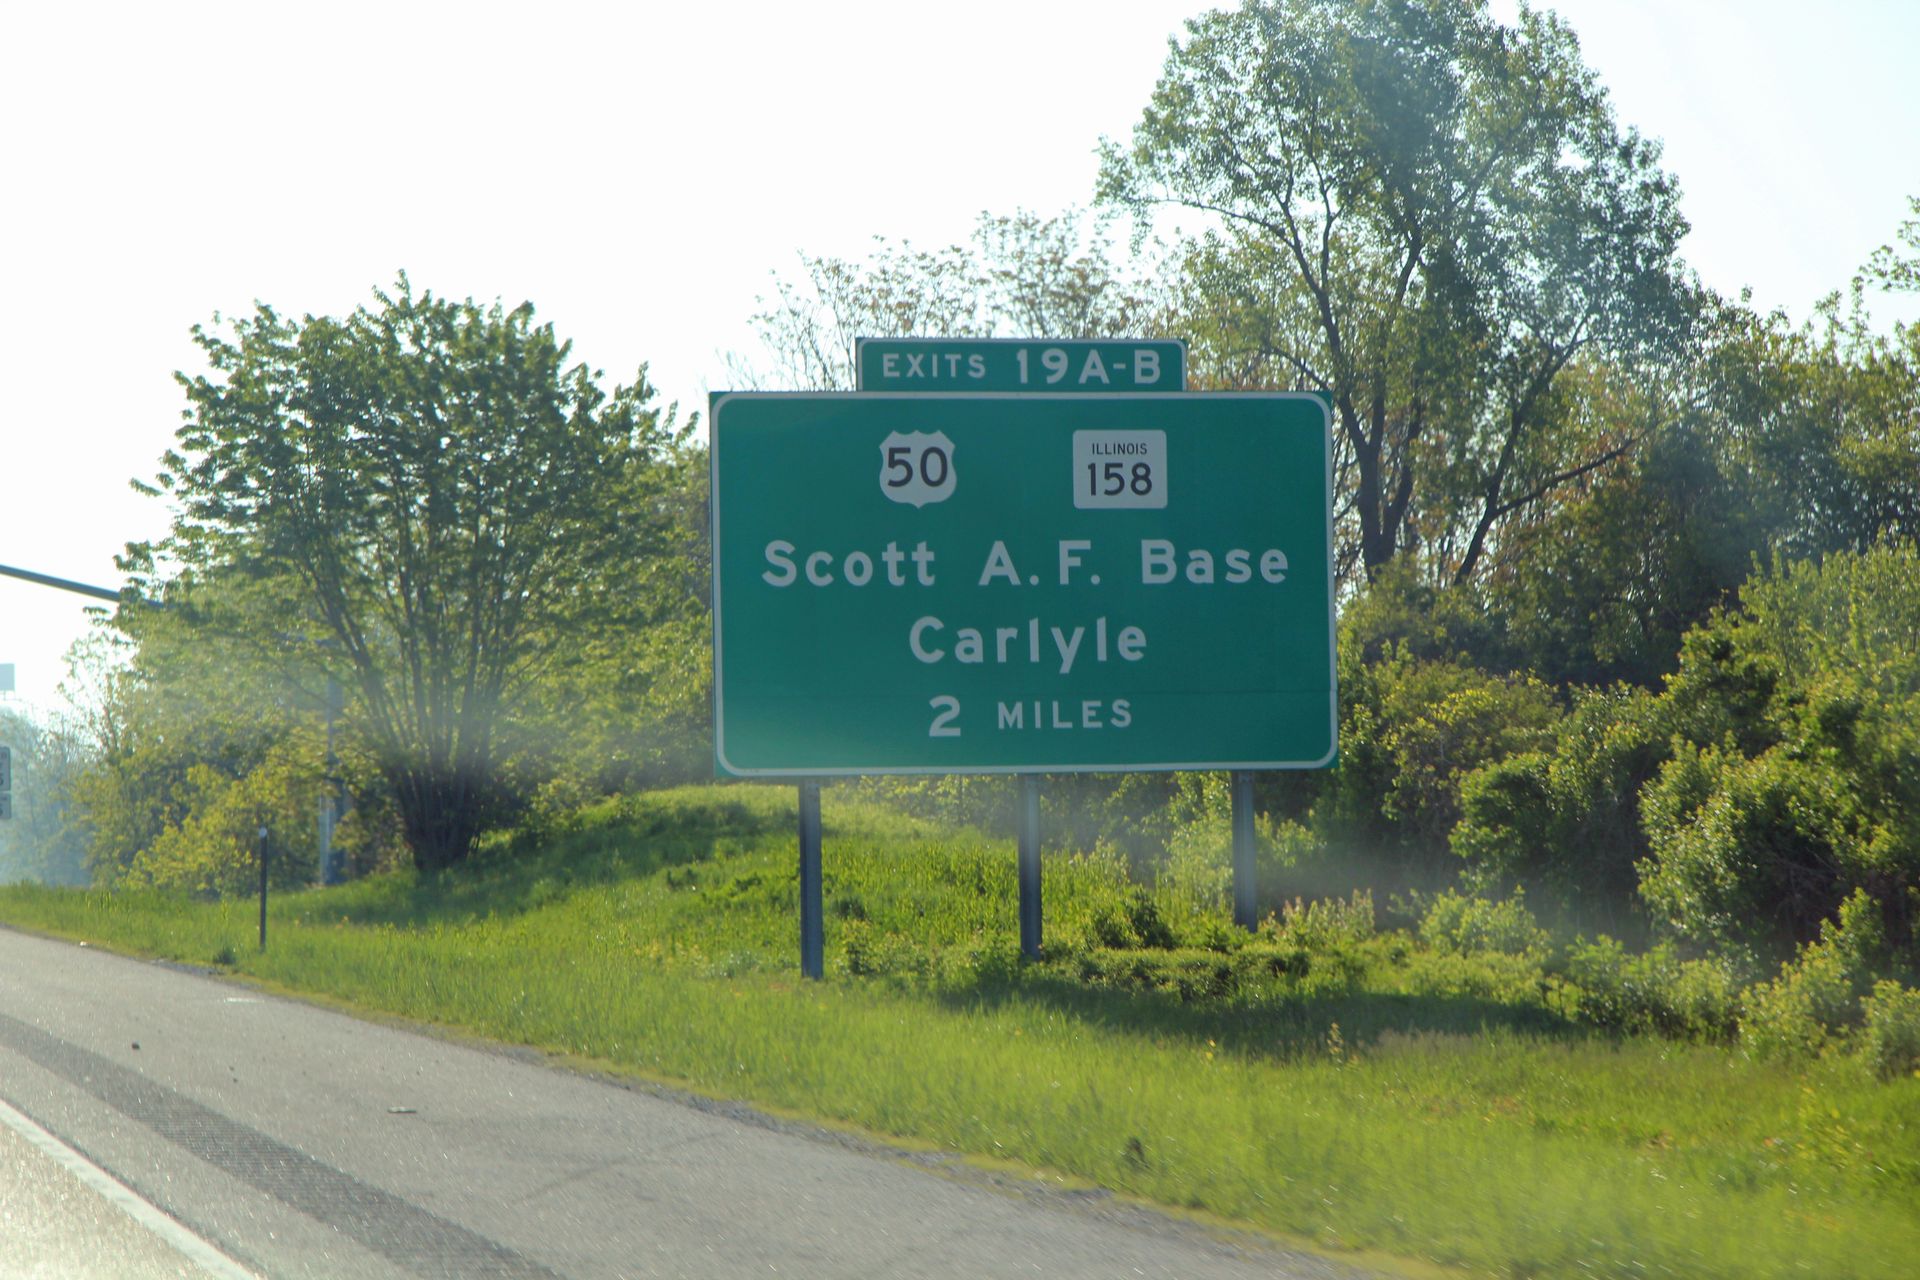 EXITS 19A-B
50
ILLINOIS
158
Scott A.F. Base
Carlyle
2 MILES